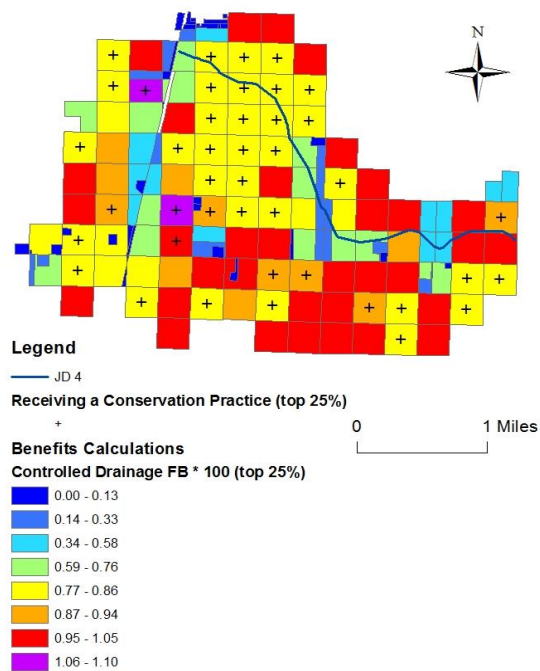 N
Legend
JD 4
Receiving a Conservation Practice (top 25%)
+
0 1 Miles
Benefits Calculations
Controlled Drainage FB * 100 (top 25%)
0.00 - 0.13
0.14 - 0.33
0.34 - 0.58
0.59 - 0.76
0.77 - 0.86
0.87 - 0.94
0.95 - 1.05
1.06 - 1.10